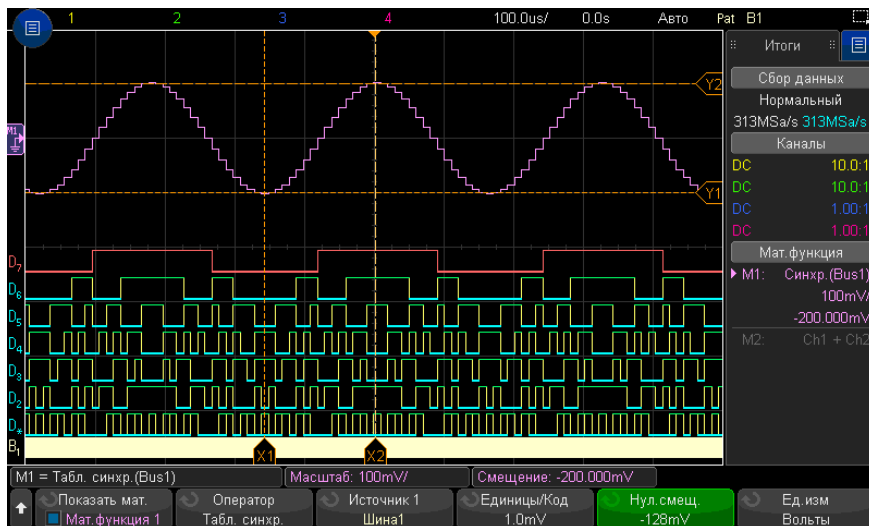 1 2 3 4 100.0us/ 0.0s Авто Pat B1
Итоги
Сбор данных
Нормальный
313MSa/s 313MSa/s
Каналы
DC 10.0:1
DC 10.0:1
DC 1.00:1
DC 1.00:1
Мат.функция
M1: Синхр.(Bus1)
100mV/
-200.000mV
M2: Ch1 + Ch2
Y2
M1
Y1
D7
D6
D5
D4
D3
D2
D*
B1
X1 X2
M1 = Табл. синхр.(Bus1) Масштаб: 100mV/ Смещение: -200.000mV
Показать мат. Оператор Источник 1 Единицы/Код Нул.смещ. Ед.изм
Мат.функция 1 Табл. синхр. Шина1 1.0mV -128mV Вольты